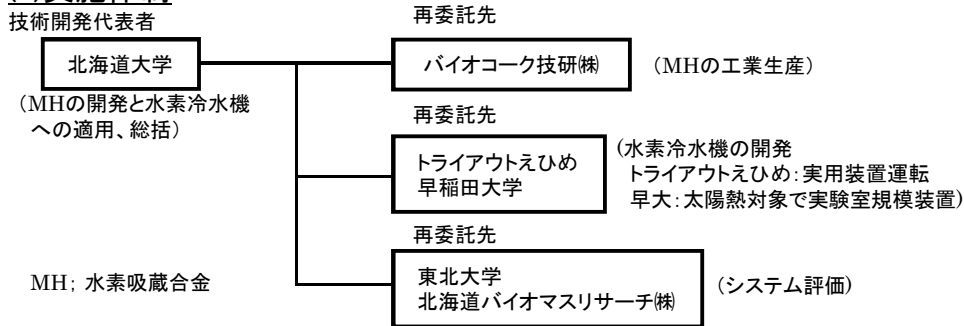 技術開発代表者
北海道大学
(MHの開発と水素冷水機
への適用、総括)
再委託先
バイオコーク技研㈱
(MHの工業生産)
再委託先
トライアウトえひめ
早稲田大学
(水素冷水機の開発
トライアウトえひめ:実用装置運転
早大:太陽熱対象で実験室規模装置)
再委託先
東北大学
北海道バイオマスリサーチ㈱
(システム評価)
MH; 水素吸蔵合金